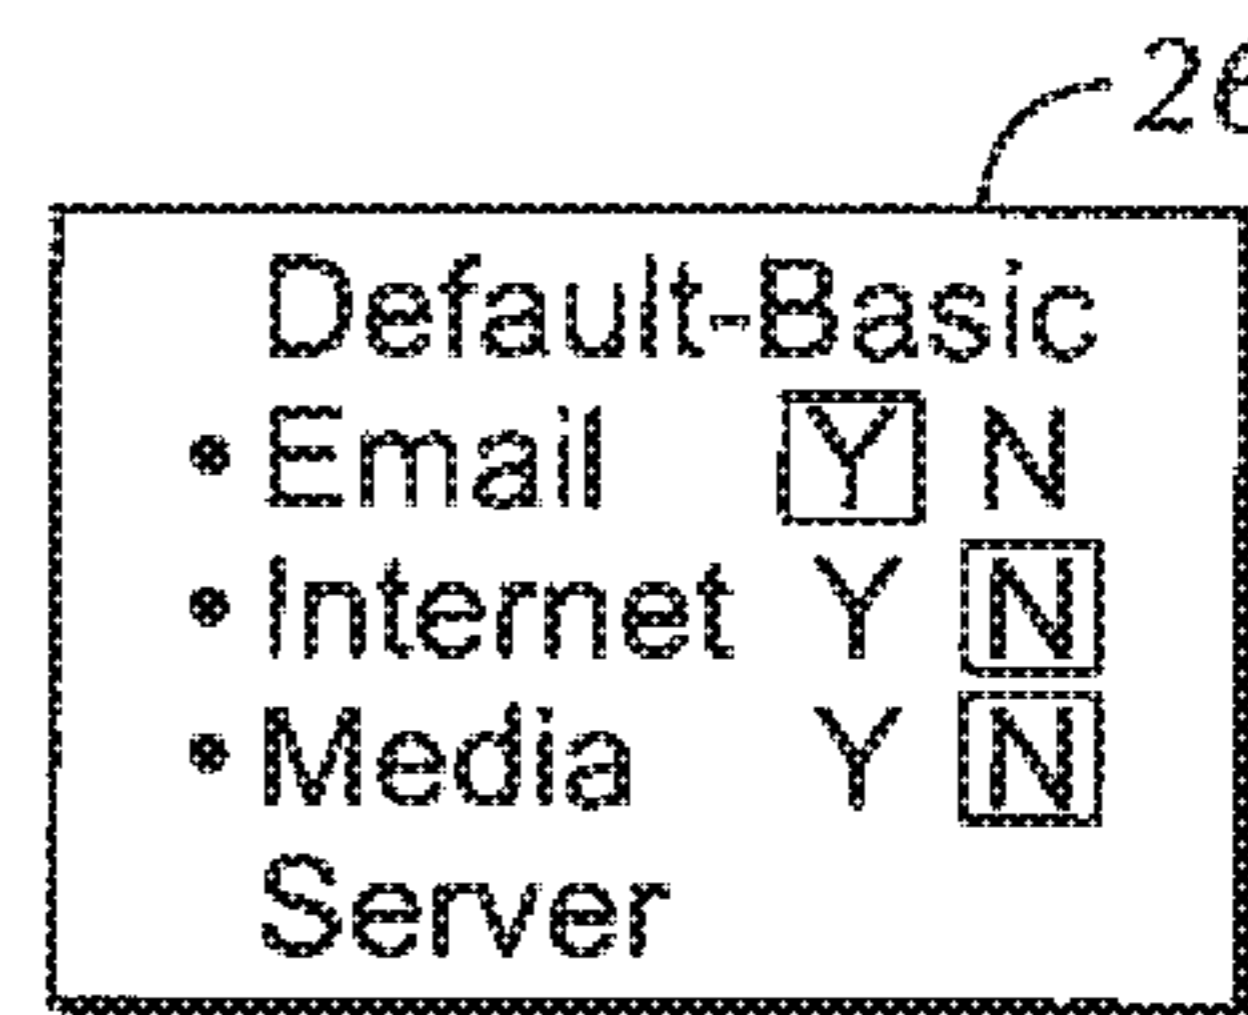 Default-Basic
• Email Y N
• Internet Y N
• Media Y N
Server